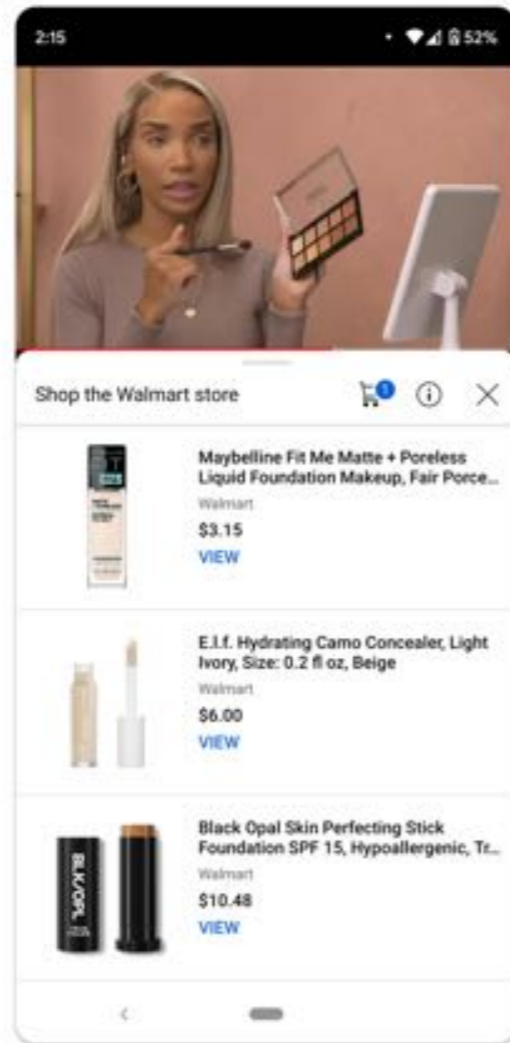 2:15
52%
Shop the Walmart store
1
Maybelline Fit Me Matte + Poreless
Liquid Foundation Makeup, Fair Porce...
Walmart
$3.15
VIEW
E.l.f. Hydrating Camo Concealer, Light
Ivory, Size: 0.2 fl oz, Beige
Walmart
$6.00
VIEW
BLK/OPL
Black Opal Skin Perfecting Stick
Foundation SPF 15, Hypoallergenic, Tr...
Walmart
$10.48
VIEW